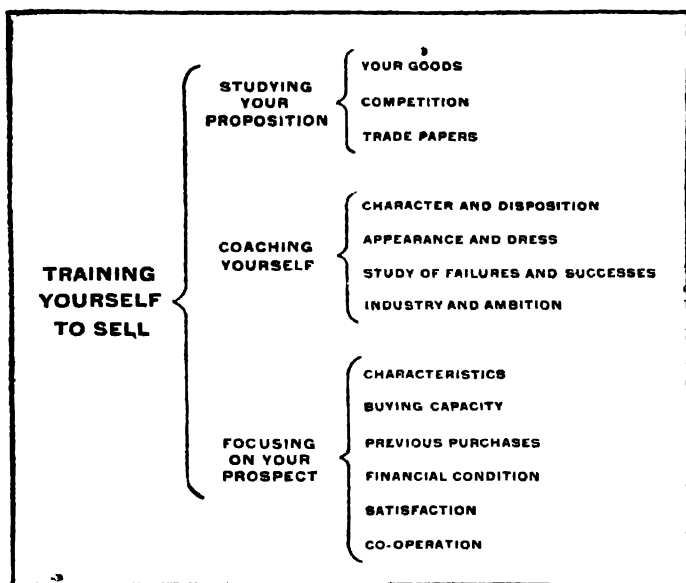 TRAINING
YOURSELF
TO SELL
STUDYING
YOUR
PROPOSITION
YOUR GOODS
COMPETITION
TRADE PAPERS
COACHING
YOURSELF
CHARACTER AND DISPOSITION
APPEARANCE AND DRESS
STUDY OF FAILURES AND SUCCESSES
INDUSTRY AND AMBITION
FOCUSING
ON YOUR
PROSPECT
CHARACTERISTICS
BUYING CAPACITY
PREVIOUS PURCHASES
FINANCIAL CONDITION
SATISFACTION
CO-OPERATION